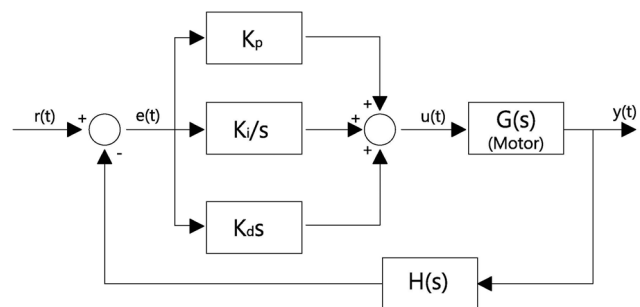 Kp
r(t)
+
e(t)
Ki/s
+
+
+
u(t)
G(s)
(Motor)
y(t)
-
Kds
H(s)